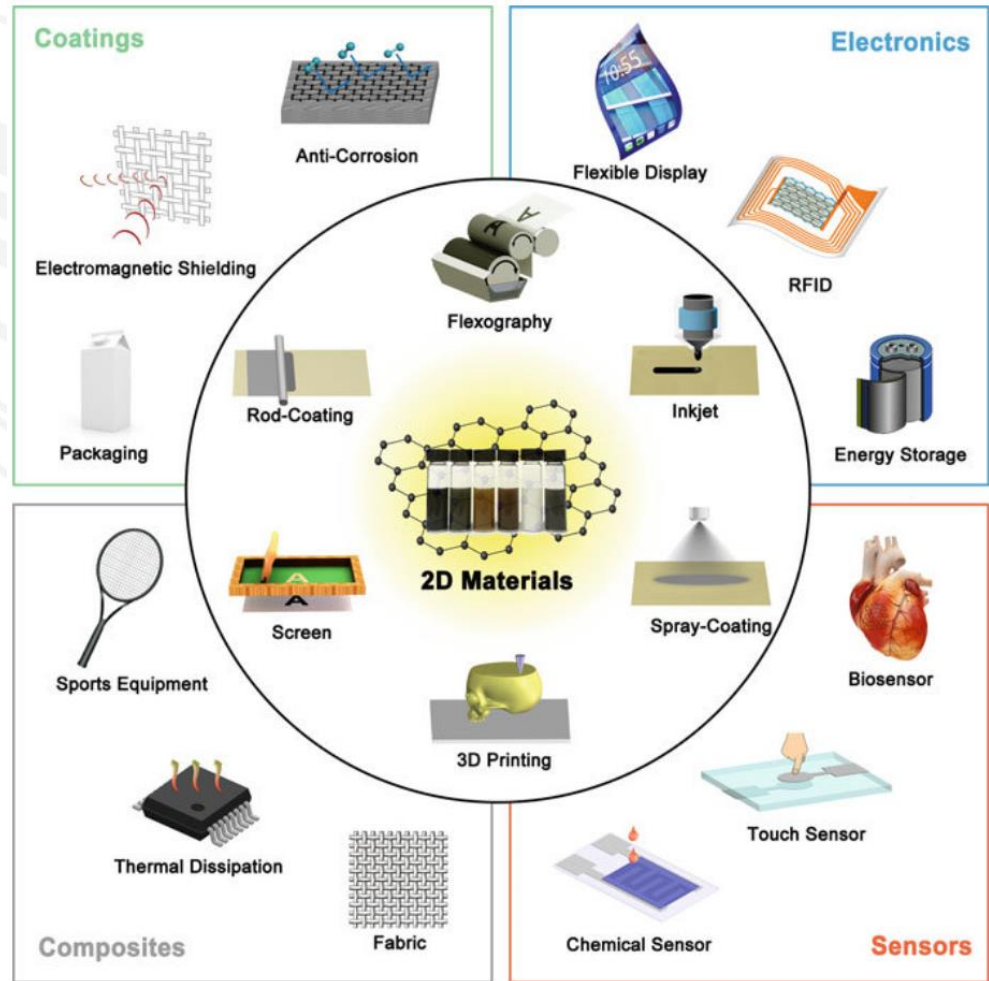 Coatings
Electronics
10:55
Anti-Corrosion
Flexible Display
Electromagnetic Shielding
RFID
A
A
Flexography
Rod-Coating
Inkjet
Packaging
Energy Storage
2D Materials
A
A
Screen
Spray-Coating
Sports Equipment
Biosensor
3D Printing
Thermal Dissipation
Touch Sensor
Fabric
Chemical Sensor
Composites
Sensors